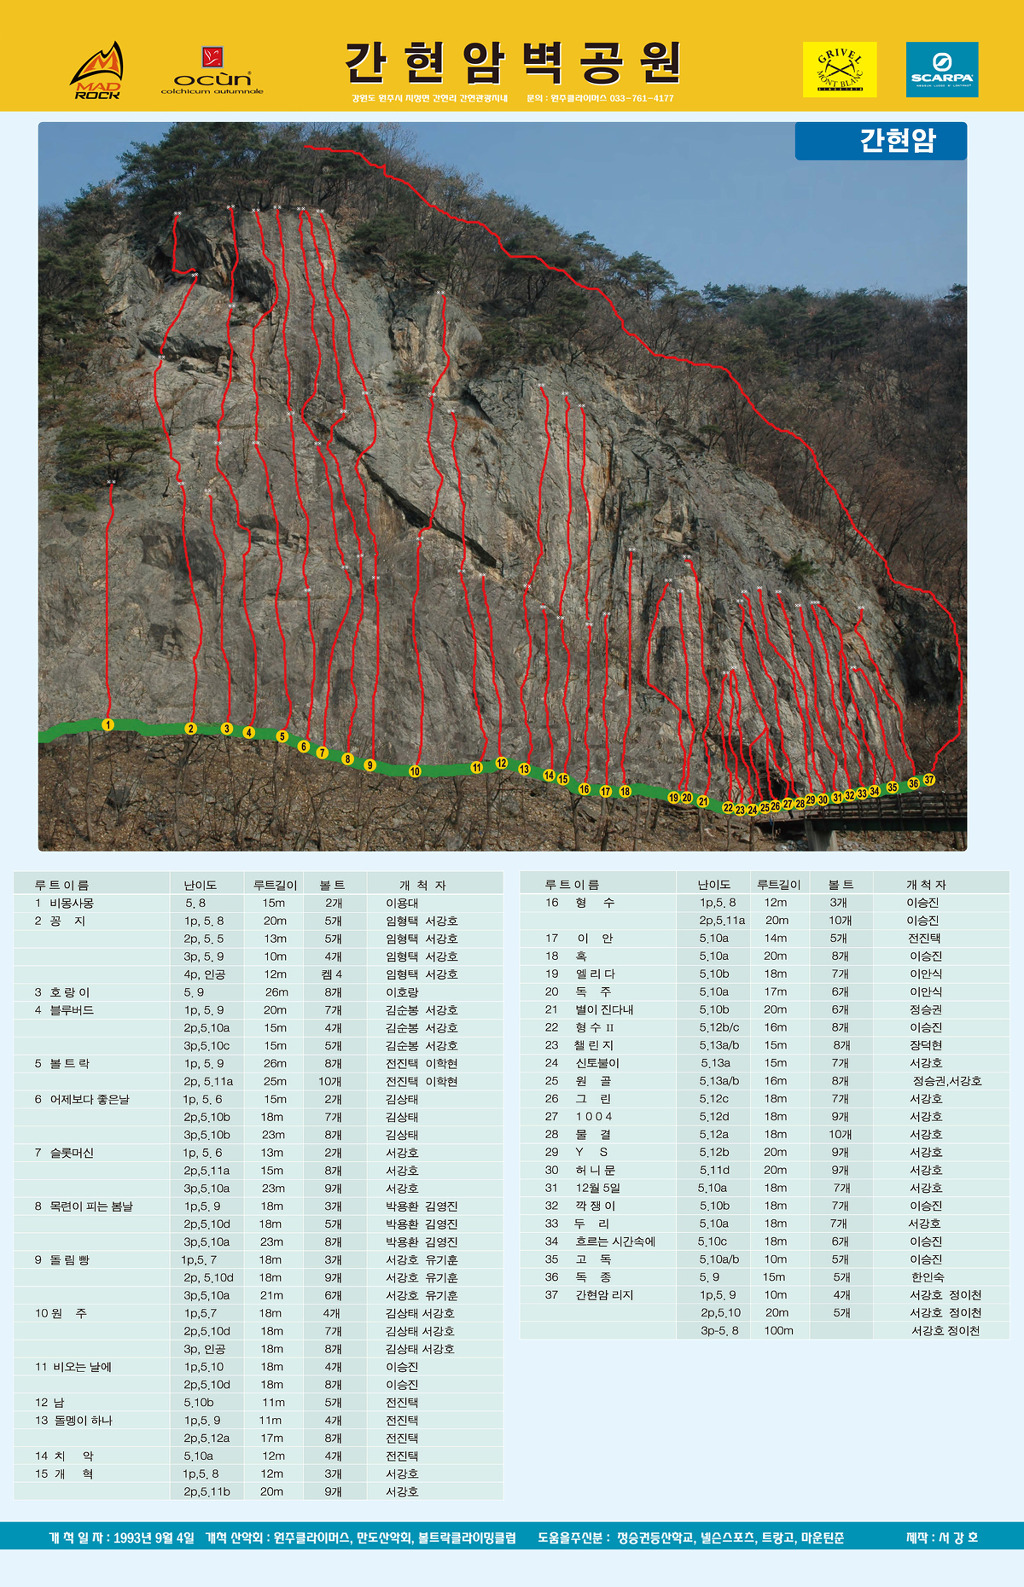 간현암벽공원
MAD ROCK
ocùn
colchicum autumnale
강원도 원주시 지정면 간현리 간현관광지내 문의 : 원주클라이머스 033-761-4177
GRIVEL
MONT BLANC
SCARPA
간현암
1 2 3 4 5 6 7 8 9 10 11 12 13 14 15 16 17 18 19 20 21 22 23 24 25 26 27 28 29 30 31 32 33 34 35 36 37
루트이름 난이도 루트길이 볼트 개척자
1 비몽사몽 5.8 15m 2개 이용대
2 꽁 지 1p, 5.8 20m 5개 임형택 서강호
2p, 5.5 13m 5개 임형택 서강호
3p, 5.9 10m 4개 임형택 서강호
4p, 인공 12m 켐4 임형택 서강호
3 호랑이 5.9 26m 8개 이호랑
4 블루버드 1p, 5.9 20m 7개 김순봉 서강호
2p,5.10a 15m 4개 김순봉 서강호
3p,5.10c 15m 5개 김순봉 서강호
5 볼트락 1p, 5.9 26m 8개 전진택 이학현
2p, 5.11a 25m 10개 전진택 이학현
6 어제보다 좋은날 1p, 5.6 15m 2개 김상태
2p,5.10b 18m 7개 김상태
3p,5.10b 23m 8개 김상태
7 슬롯머신 1p, 5.6 13m 2개 서강호
2p,5.11a 15m 8개 서강호
3p,5.10a 23m 9개 서강호
8 목련이 피는 봄날 1p,5.9 18m 3개 박용환 김영진
2p,5.10d 18m 5개 박용환 김영진
3p,5.10a 23m 8개 박용환 김영진
9 돌림빵 1p,5.7 18m 3개 서강호 유기훈
2p, 5.10d 18m 9개 서강호 유기훈
3p,5.10a 21m 6개 서강호 유기훈
10 원 주 1p,5.7 18m 4개 김상태 서강호
2p,5.10d 18m 7개 김상태 서강호
3p, 인공 18m 8개 김상태 서강호
11 비오는 날에 1p,5.10 18m 4개 이승진
2p,5.10d 18m 8개 이승진
12 남 5.10b 11m 5개 전진택
13 돌멩이 하나 1p,5.9 11m 4개 전진택
2p,5.12a 17m 8개 전진택
14 치 악 5.10a 12m 4개 전진택
15 개 혁 1p,5.8 12m 3개 서강호
2p,5.11b 20m 9개 서강호
루트이름 난이도 루트길이 볼트 개척자
16 형 수 1p,5.8 12m 3개 이승진
2p,5.11a 20m 10개 이승진
17 이 안 5.10a 14m 5개 전진택
18 혹 5.10a 20m 8개 이승진
19 엘리다 5.10b 18m 7개 이안식
20 독 주 5.10a 17m 6개 이안식
21 별이 진다내 5.10b 20m 6개 정승권
22 형수 II 5.12b/c 16m 8개 이승진
23 챌린지 5.13a/b 15m 8개 장덕현
24 신토불이 5.13a 15m 7개 서강호
25 원 골 5.13a/b 16m 8개 정승권,서강호
26 그 린 5.12c 18m 7개 서강호
27 1004 5.12d 18m 9개 서강호
28 물 결 5.12a 18m 10개 서강호
29 Y S 5.12b 20m 9개 서강호
30 허니문 5.11d 20m 9개 서강호
31 12월 5일 5.10a 18m 7개 서강호
32 깍쟁이 5.10b 18m 7개 이승진
33 두 리 5.10a 18m 7개 서강호
34 흐르는 시간속에 5.10c 18m 6개 이승진
35 고 독 5.10a/b 10m 5개 이승진
36 독 종 5.9 15m 5개 한인숙
37 간현암 리지 1p, 5.9 10m 4개 서강호 정이천
2p,5.10 20m 5개 서강호 정이천
3p-5.8 100m 서강호 정이천
개척일자 : 1993년 9월 4일 개척 산악회 : 원주클라이머스, 만도산악회, 볼트락클라이밍클럽 도움을주신분 : 정승권등산학교, 넬슨스포츠, 트랑고, 마운틴준 제작 : 서강호